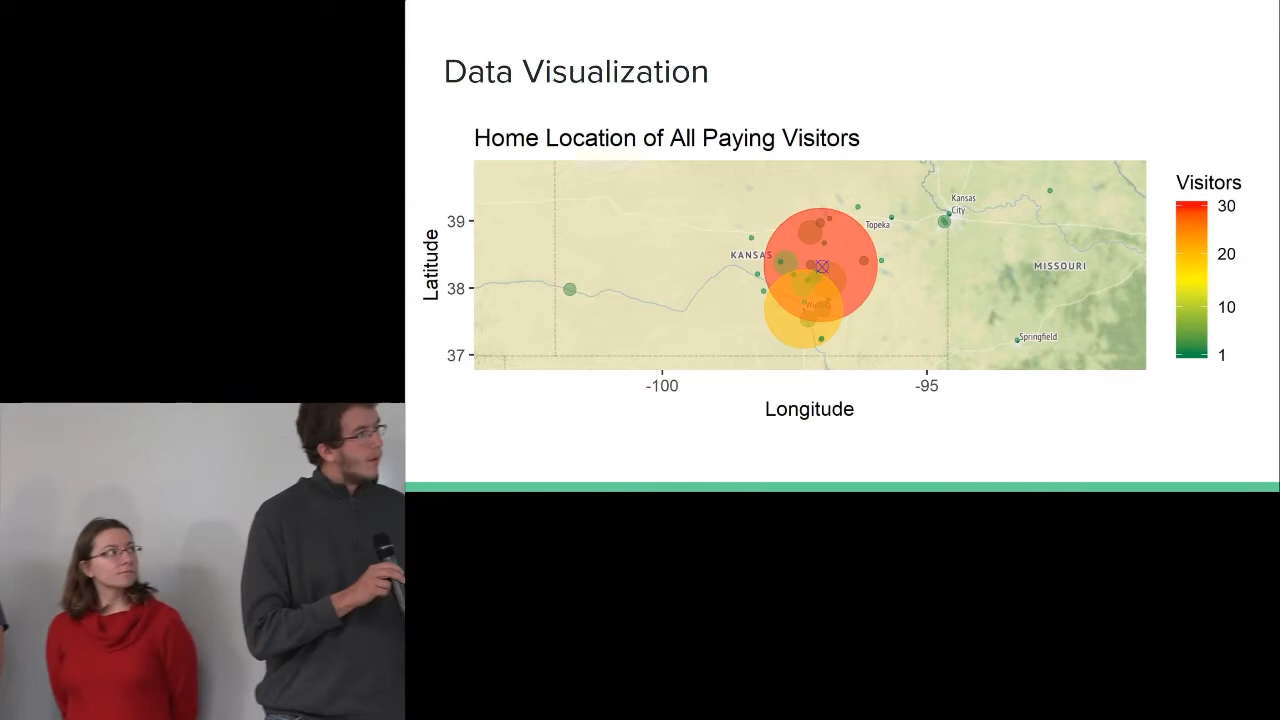 Data Visualization
Home Location of All Paying Visitors
Visitors
30
20
10
1
Latitude
39
38
37
KANSAS
Topeka
Kansas
City
MISSOURI
Springfield
Wichita
-100
-95
Longitude